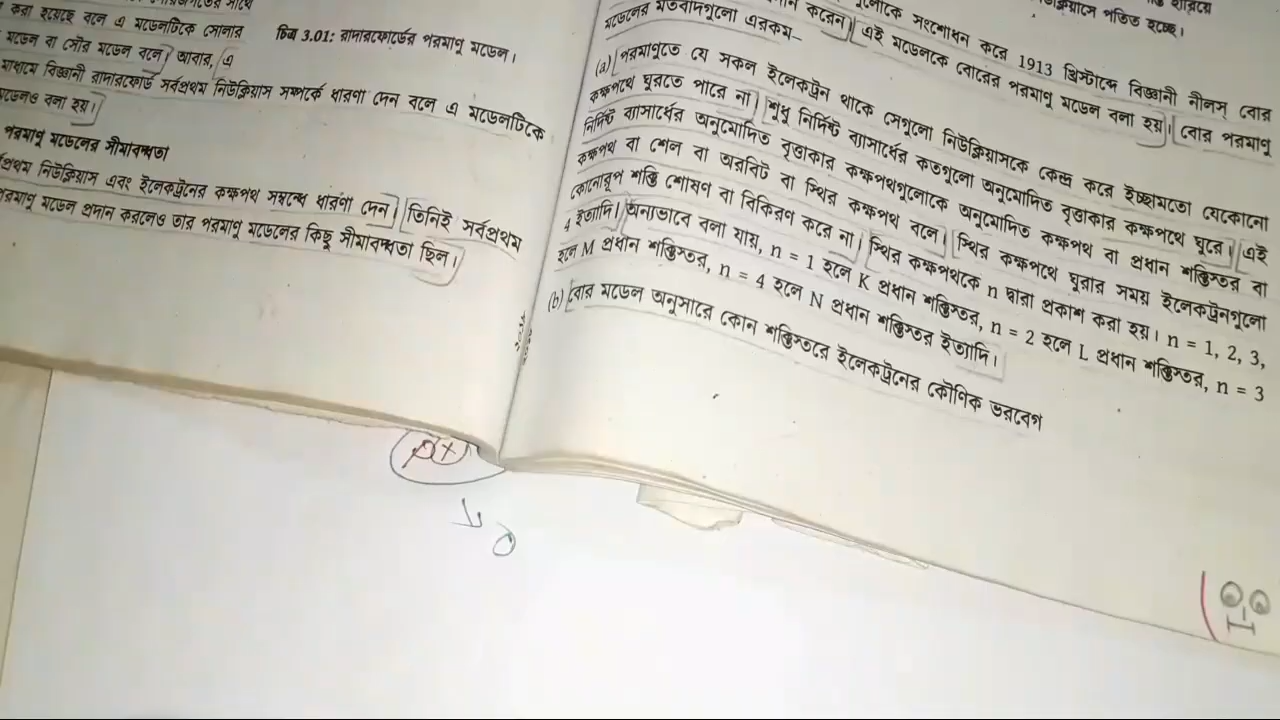 করা হয়েছে বলে এ মডেলটিকে সোলার
মডেল বা সৌর মডেল বলে। আবার, এ
চিত্র 3.01: রাদারফোর্ডের পরমাণু মডেল।
মাধ্যমে বিজ্ঞানী রাদারফোর্ড সর্বপ্রথম নিউক্লিয়াস সম্পর্কে ধারণা দেন বলে এ মডেলটিকে
মডেলও বলা হয়।
পরমাণু মডেলের সীমাবদ্ধতা
প্রথম নিউক্লিয়াস এবং ইলেকট্রনের কক্ষপথ সম্বন্ধে ধারণা দেন। তিনিই সর্বপ্রথম
পরমাণু মডেল প্রদান করলেও তার পরমাণু মডেলের কিছু সীমাবদ্ধতা ছিল।
নিউক্লিয়াসে পতিত হচ্ছে।
সংশোধন করে 1913 খ্রিস্টাব্দে বিজ্ঞানী নীলস্ বোর
করেন। এই মডেলকে বোরের পরমাণু মডেল বলা হয়। বোর পরমাণু
মডেলের মতবাদগুলো এরকম—
(a) পরমাণুতে যে সকল ইলেকট্রন থাকে সেগুলো নিউক্লিয়াসকে কেন্দ্র করে ইচ্ছামতো যেকোনো
কক্ষপথে ঘুরতে পারে না। শুধু নির্দিষ্ট ব্যাসার্ধের কতগুলো অনুমোদিত বৃত্তাকার কক্ষপথে ঘুরে। এই
নির্দিষ্ট ব্যাসার্ধের অনুমোদিত বৃত্তাকার কক্ষপথগুলোকে অনুমোদিত কক্ষপথ বা প্রধান শক্তিস্তর বা
কক্ষপথ বা শেল বা অরবিট বা স্থির কক্ষপথ বলে। স্থির কক্ষপথে ঘুরার সময় ইলেকট্রনগুলো
কোনোরূপ শক্তি শোষণ বা বিকিরণ করে না। স্থির কক্ষপথকে n দ্বারা প্রকাশ করা হয়। n = 1, 2, 3,
4 ইত্যাদি। অন্যভাবে বলা যায়, n = 1 হলে K প্রধান শক্তিস্তর, n = 2 হলে L প্রধান শক্তিস্তর, n = 3
হলে M প্রধান শক্তিস্তর, n = 4 হলে N প্রধান শক্তিস্তর ইত্যাদি।
(b) বোর মডেল অনুসারে কোন শক্তিস্তরে ইলেকট্রনের কৌণিক ভরবেগ